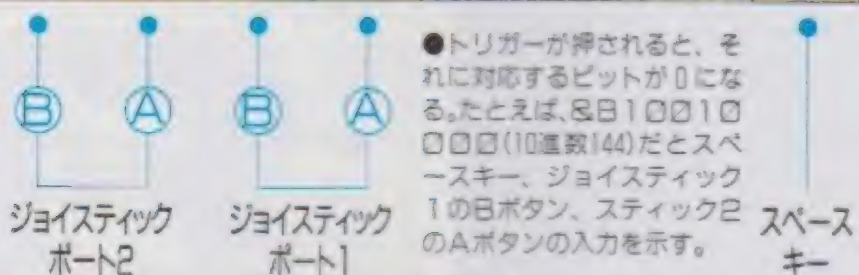 B
A
ジョイスティック
ポート2
B
A
ジョイスティック
ポート1
●トリガーが押されると、そ
れに対応するビットが0にな
る。たとえば、&B10010
000(10進数144)だとスペ
ースキー、ジョイスティック
1のBボタン、スティック2
のAボタンの入力を示す。
スペース
キー